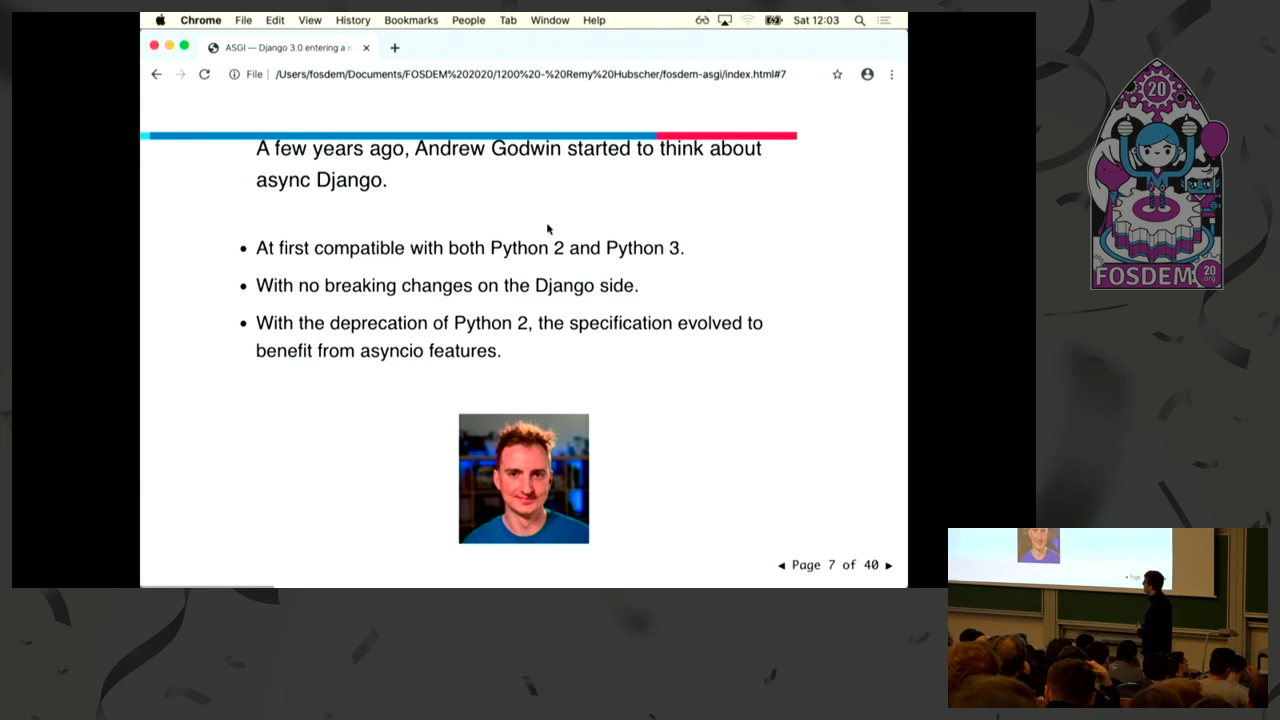 Chrome File Edit View History Bookmarks People Tab Window Help Sat 12:03
ASGI — Django 3.0 entering a n
File /Users/fosdem/Documents/FOSDEM%202020/1200%20-%20Remy%20Hubscher/fosdem-asgi/index.html#7
A few years ago, Andrew Godwin started to think about
async Django.
• At first compatible with both Python 2 and Python 3.
• With no breaking changes on the Django side.
• With the deprecation of Python 2, the specification evolved to
benefit from asyncio features.
◄ Page 7 of 40 ►
20
FOSDEM
20
.org